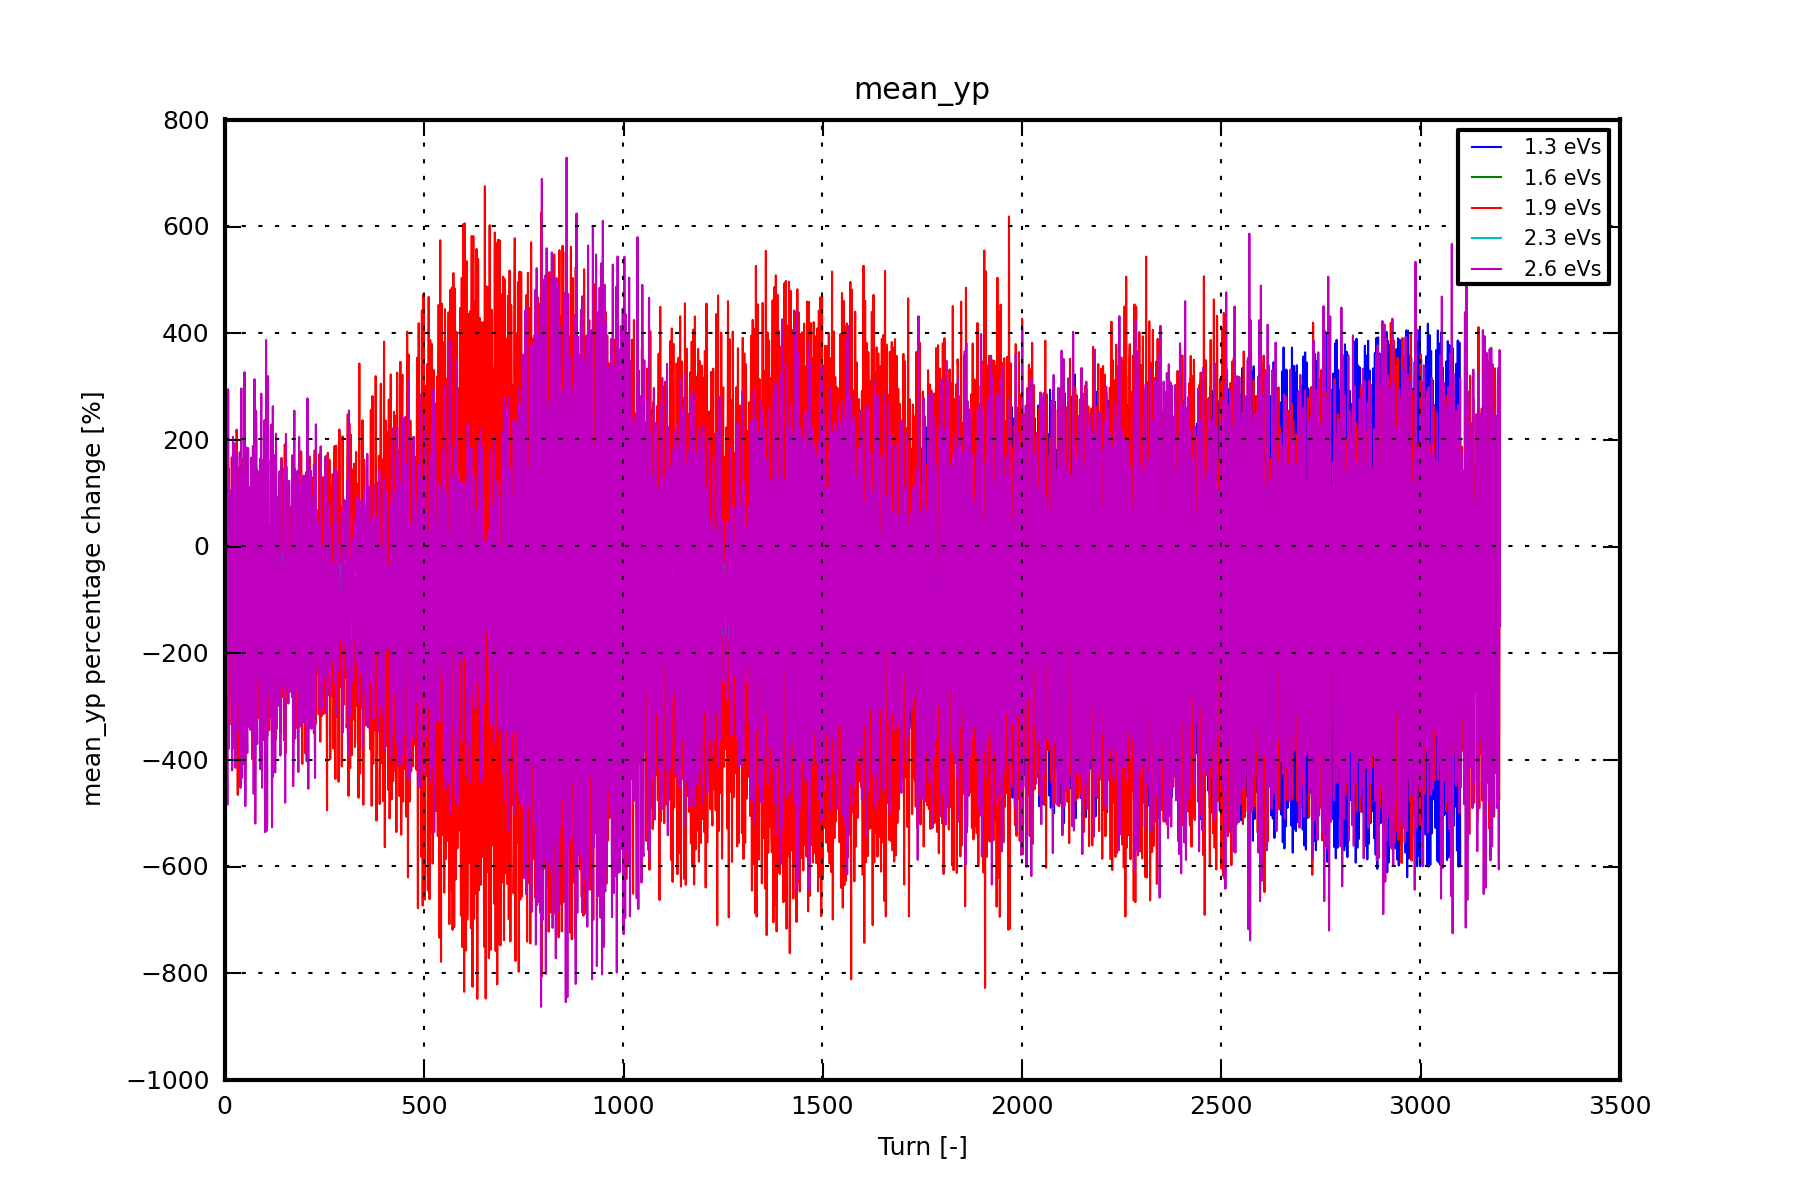 mean_yp
800
600
400
200
0
−200
−400
−600
−800
−1000
mean_yp percentage change [%]
1.3 eVs
1.6 eVs
1.9 eVs
2.3 eVs
2.6 eVs
0 500 1000 1500 2000 2500 3000 3500
Turn [-]